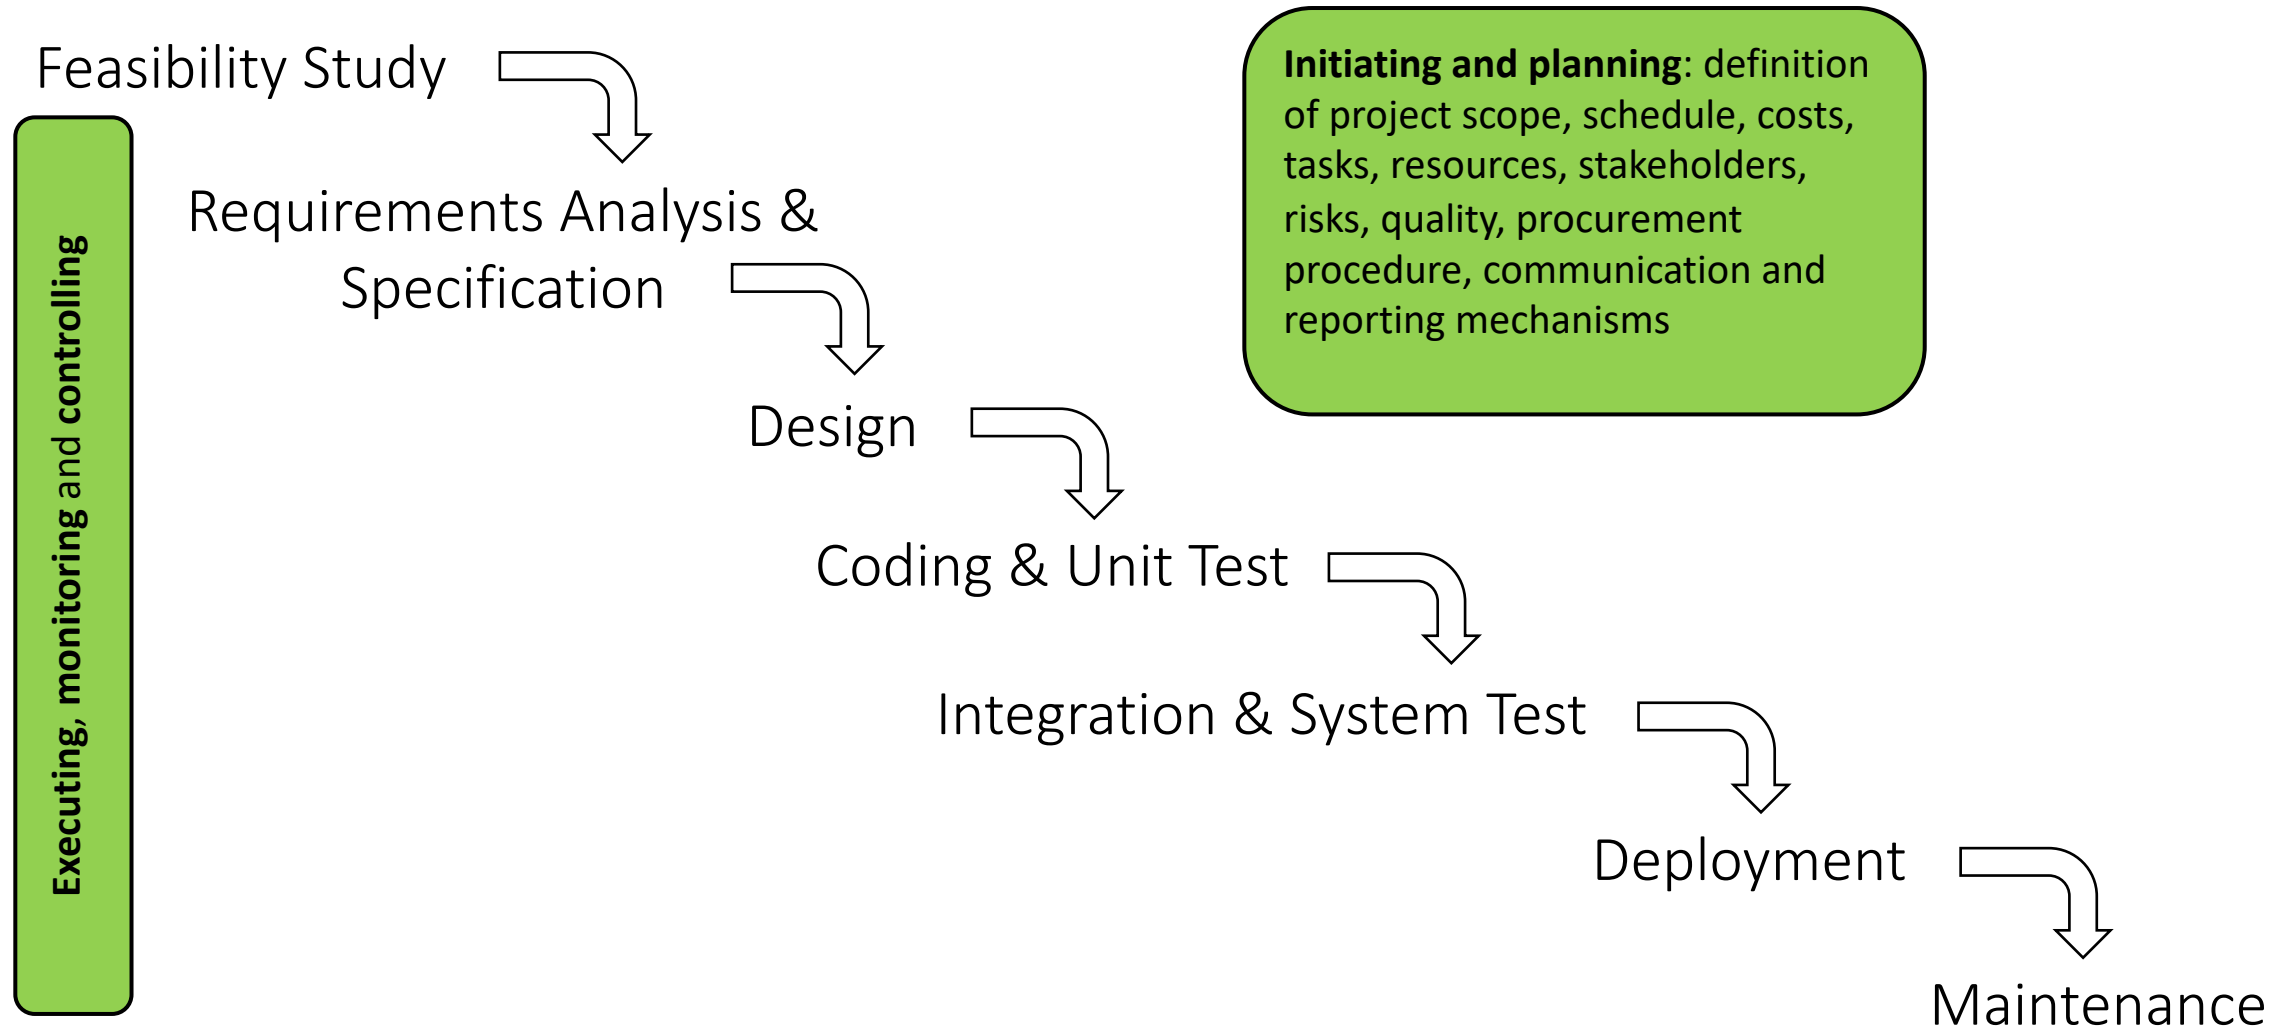 Feasibility Study
Initiating and planning: definition
of project scope, schedule, costs,
tasks, resources, stakeholders,
risks, quality, procurement
procedure, communication and
reporting mechanisms
Executing, monitoring and controlling
Requirements Analysis &
Specification
Design
Coding & Unit Test
Integration & System Test
Deployment
Maintenance